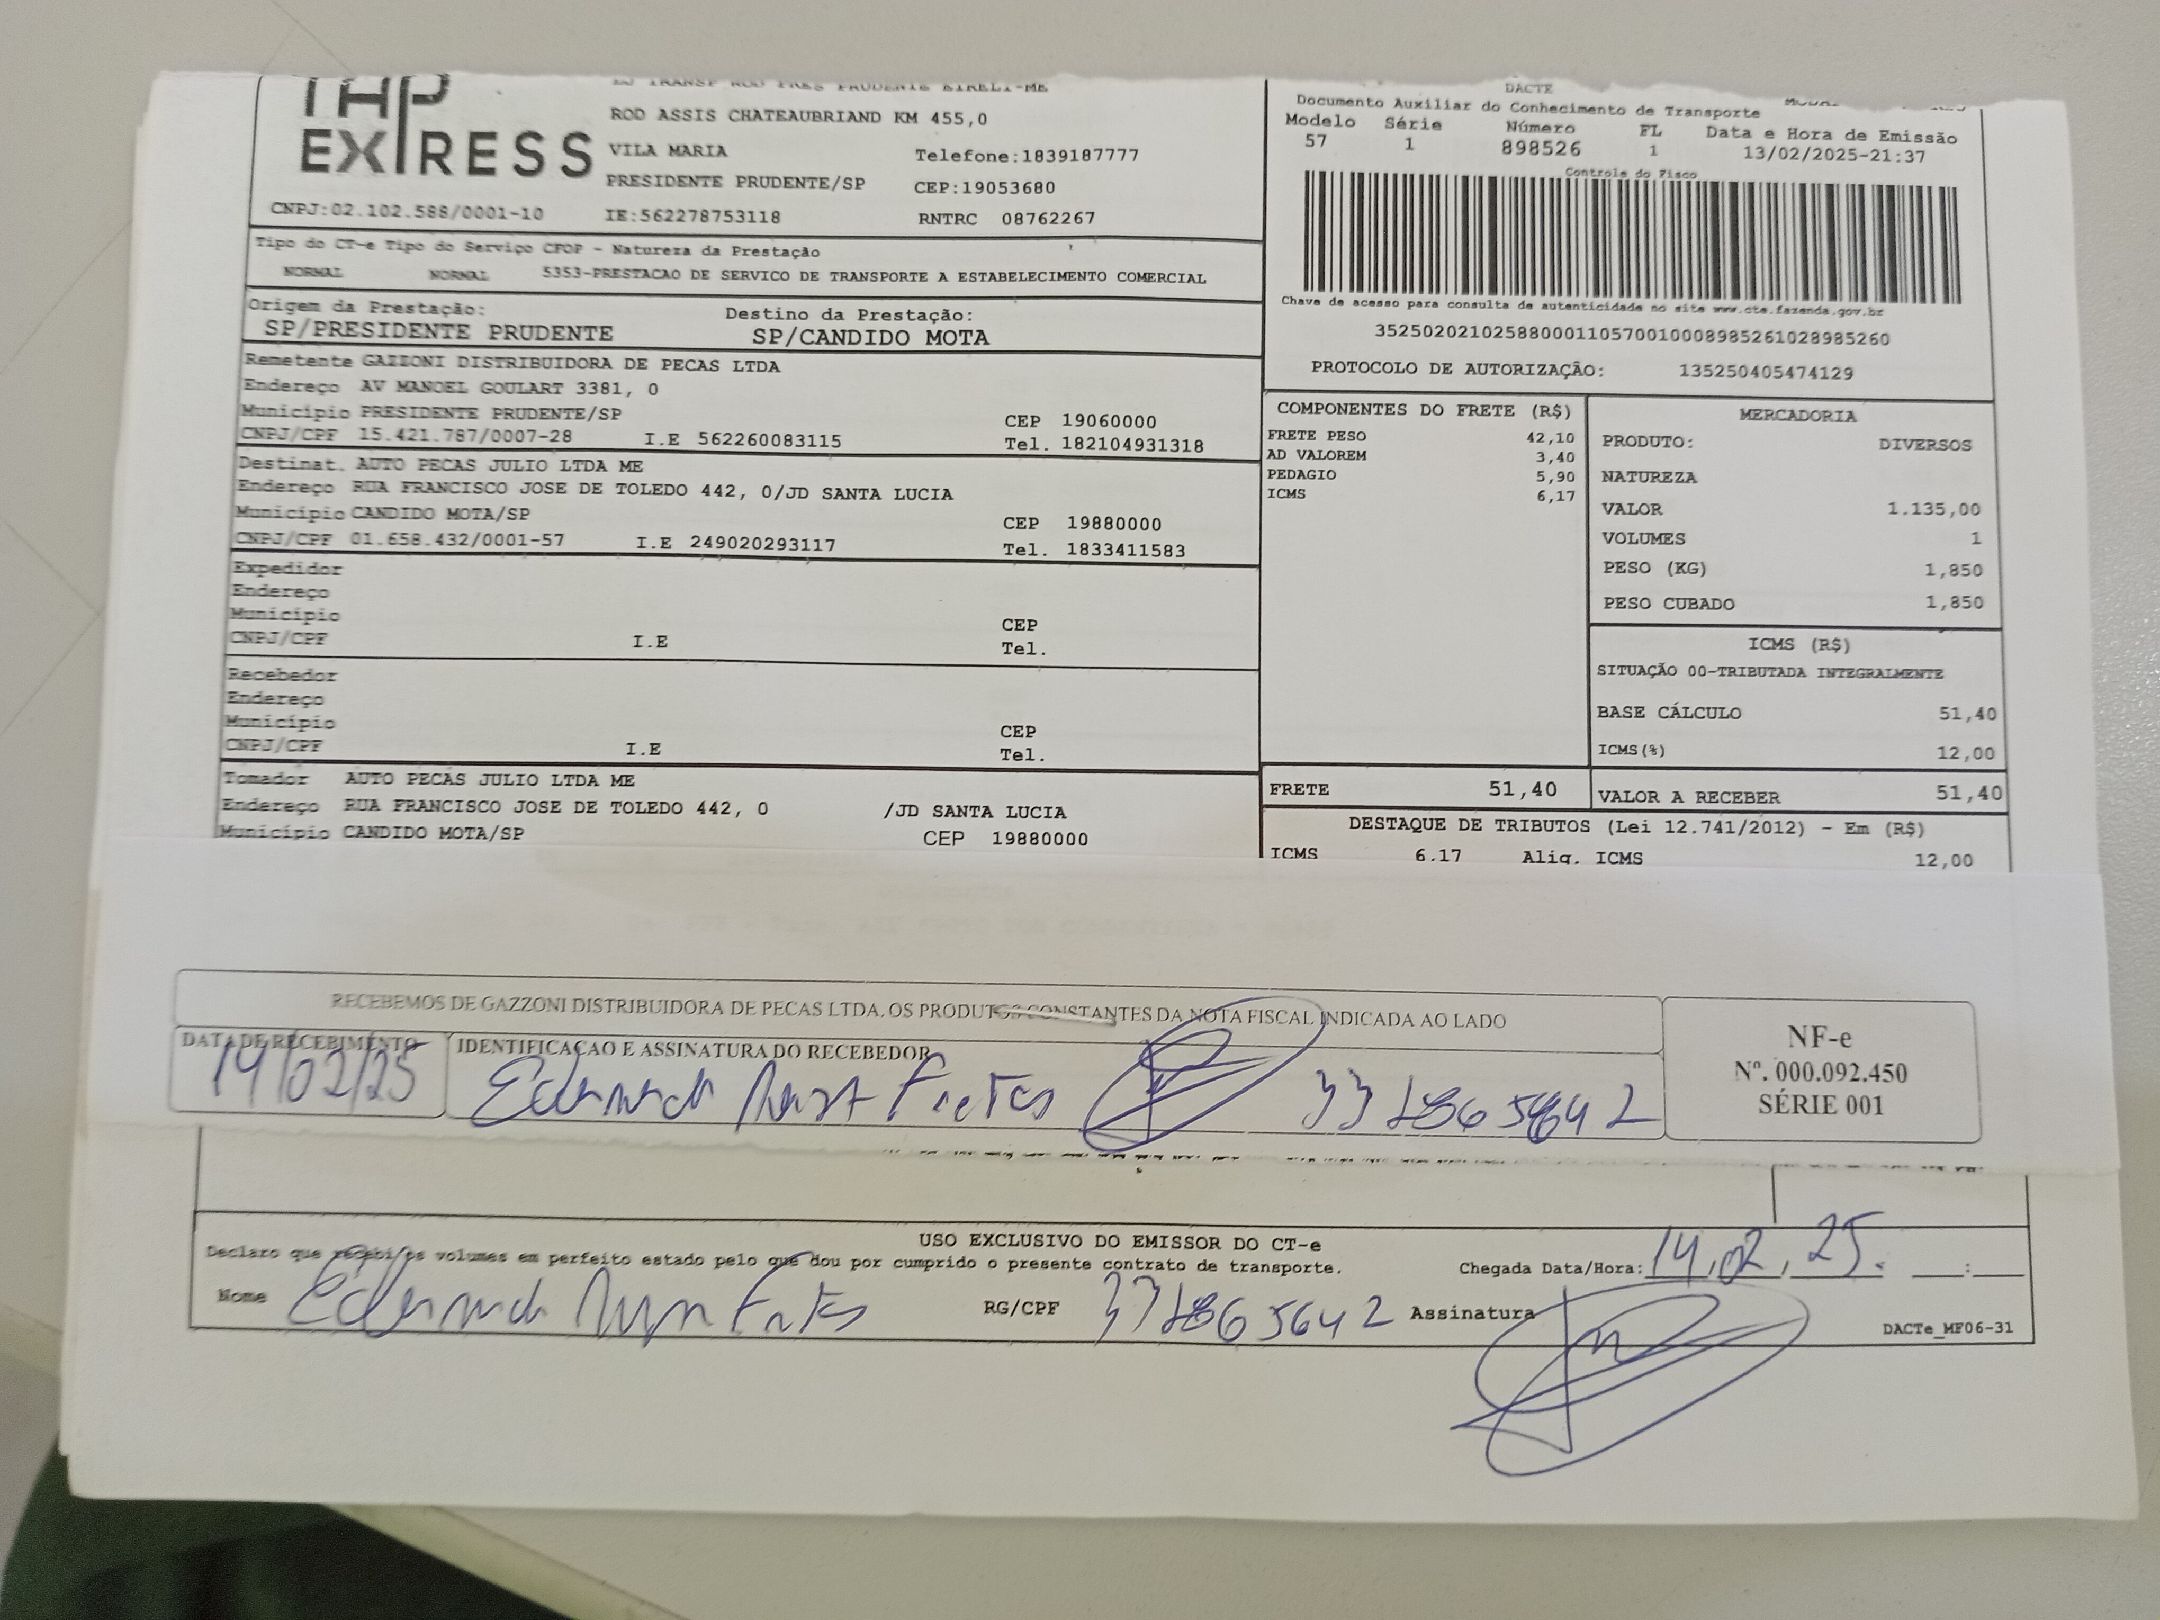 THP
EXPRESS
LJ TRANSP ROD PRES PRUDENTE EIRELI-ME
ROD ASSIS CHATEAUBRIAND KM 455,0
VILA MARIA Telefone:1839187777
PRESIDENTE PRUDENTE/SP CEP:19053680
CNPJ:02.102.588/0001-10 IE:562278753118 RNTRC 08762267
Tipo do CT-e Tipo do Serviço CFOP - Natureza da Prestação
NORMAL NORMAL 5353-PRESTACAO DE SERVICO DE TRANSPORTE A ESTABELECIMENTO COMERCIAL
Origem da Prestação: Destino da Prestação:
SP/PRESIDENTE PRUDENTE SP/CANDIDO MOTA
Remetente GAZZONI DISTRIBUIDORA DE PECAS LTDA
Endereço AV MANOEL GOULART 3381, 0
Município PRESIDENTE PRUDENTE/SP CEP 19060000
CNPJ/CPF 15.421.787/0007-28 I.E 562260083115 Tel. 182104931318
Destinat. AUTO PECAS JULIO LTDA ME
Endereço RUA FRANCISCO JOSE DE TOLEDO 442, 0/JD SANTA LUCIA
Município CANDIDO MOTA/SP CEP 19880000
CNPJ/CPF 01.658.432/0001-57 I.E 249020293117 Tel. 1833411583
Expedidor
Endereço
Município CEP
CNPJ/CPF I.E Tel.
Recebedor
Endereço
Município CEP
CNPJ/CPF I.E Tel.
Tomador AUTO PECAS JULIO LTDA ME
Endereço RUA FRANCISCO JOSE DE TOLEDO 442, 0 /JD SANTA LUCIA
Município CANDIDO MOTA/SP CEP 19880000
DACTE
Documento Auxiliar do Conhecimento de Transporte
Modelo Série Número FL Data e Hora de Emissão
57 1 898526 1 13/02/2025-21:37
Controle do Fisco
Chave de acesso para consulta de autenticidade no site www.cte.fazenda.gov.br
35250202102588000110570010008985261028985260
PROTOCOLO DE AUTORIZAÇÃO: 135250405474129
COMPONENTES DO FRETE (R$)
FRETE PESO 42,10
AD VALOREM 3,40
PEDAGIO 5,90
ICMS 6,17
MERCADORIA
PRODUTO: DIVERSOS
NATUREZA
VALOR 1.135,00
VOLUMES 1
PESO (KG) 1,850
PESO CUBADO 1,850
ICMS (R$)
SITUAÇÃO 00-TRIBUTADA INTEGRALMENTE
BASE CÁLCULO 51,40
ICMS(%) 12,00
FRETE 51,40 VALOR A RECEBER 51,40
DESTAQUE DE TRIBUTOS (Lei 12.741/2012) - Em (R$)
ICMS 6.17 Aliq. ICMS 12,00
RECEBEMOS DE GAZZONI DISTRIBUIDORA DE PECAS LTDA. OS PRODUTOS CONSTANTES DA NOTA FISCAL INDICADA AO LADO
DATA DE RECEBIMENTO IDENTIFICACAO E ASSINATURA DO RECEBEDOR
14/02/25
NF-e
Nº. 000.092.450
SÉRIE 001
USO EXCLUSIVO DO EMISSOR DO CT-e
Declaro que recebi os volumes em perfeito estado pelo que dou por cumprido o presente contrato de transporte. Chegada Data/Hora: 14.02.25. :
Nome RG/CPF Assinatura
DACTe_MF06-31